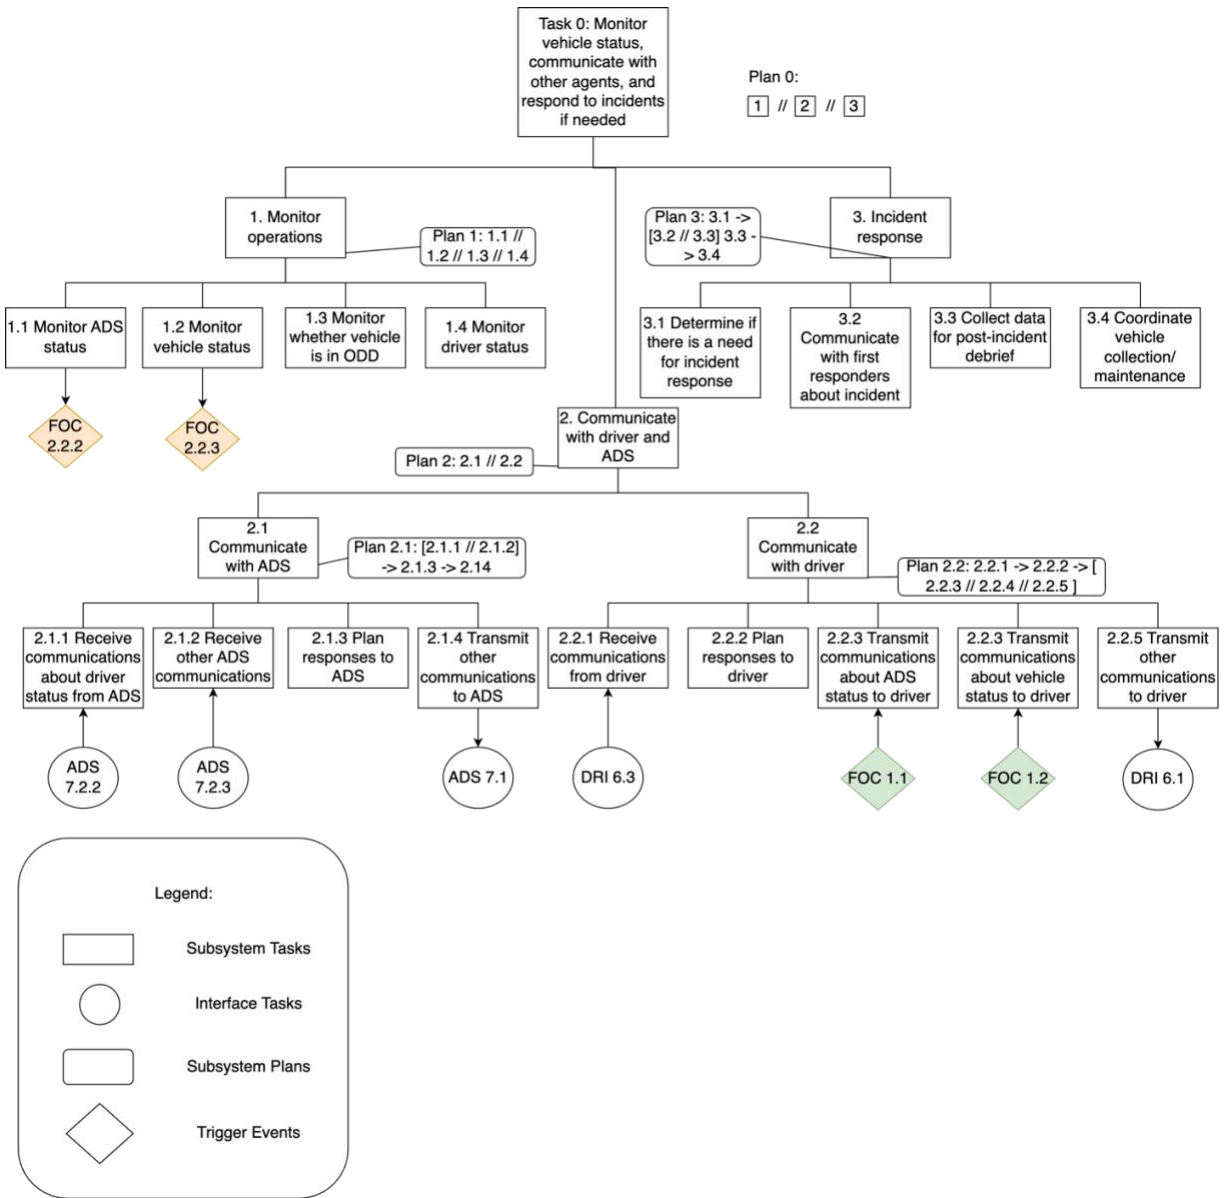 Task 0: Monitor
vehicle status,
communicate with
other agents, and
respond to incidents
if needed
Plan 0:
1 // 2 // 3
1. Monitor
operations
Plan 1: 1.1 //
1.2 // 1.3 // 1.4
Plan 3: 3.1 ->
[3.2 // 3.3] 3.3 -
> 3.4
3. Incident
response
1.1 Monitor ADS
status
1.2 Monitor
vehicle status
1.3 Monitor
whether vehicle
is in ODD
1.4 Monitor
driver status
3.1 Determine if
there is a need
for incident
response
3.2
Communicate
with first
responders
about incident
3.3 Collect data
for post-incident
debrief
3.4 Coordinate
vehicle
collection/
maintenance
FOC
2.2.2
FOC
2.2.3
2. Communicate
with driver and
ADS
Plan 2: 2.1 // 2.2
2.1
Communicate
with ADS
Plan 2.1: [2.1.1 // 2.1.2]
-> 2.1.3 -> 2.14
2.2
Communicate
with driver
Plan 2.2: 2.2.1 -> 2.2.2 -> [
2.2.3 // 2.2.4 // 2.2.5 ]
2.1.1 Receive
communications
about driver
status from ADS
2.1.2 Receive
other ADS
communications
2.1.3 Plan
responses to
ADS
2.1.4 Transmit
other
communications
to ADS
2.2.1 Receive
communications
from driver
2.2.2 Plan
responses to
driver
2.2.3 Transmit
communications
about ADS
status to driver
2.2.3 Transmit
communications
about vehicle
status to driver
2.2.5 Transmit
other
communications
to driver
ADS
7.2.2
ADS
7.2.3
ADS 7.1
DRI 6.3
FOC 1.1
FOC 1.2
DRI 6.1
Legend:
Subsystem Tasks
Interface Tasks
Subsystem Plans
Trigger Events